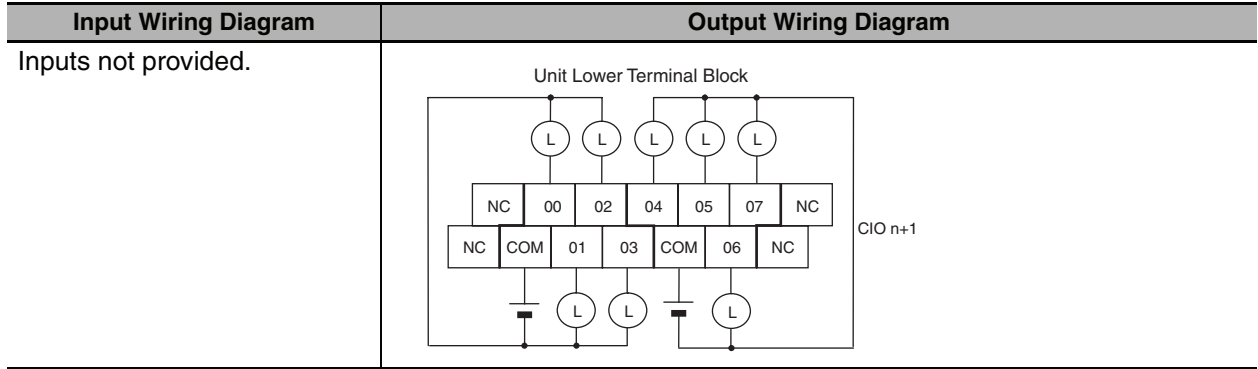 Input Wiring Diagram Output Wiring Diagram
Inputs not provided.
Unit Lower Terminal Block
L L L L L
NC 00 02 04 05 07 NC
CIO n+1
NC COM 01 03 COM 06 NC
L L L